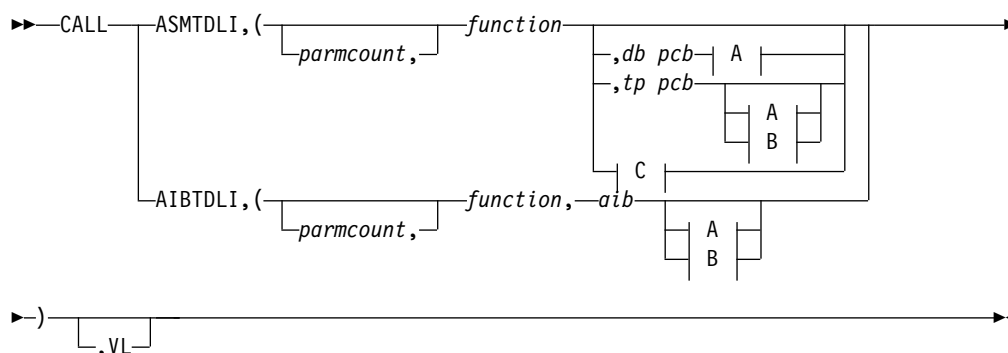 CALL ASMTDLI,( function
parmcount, ,db pcb A
,tp pcb
A
B
C
AIBTDLI,( function, aib
parmcount, A
B
)
,VL